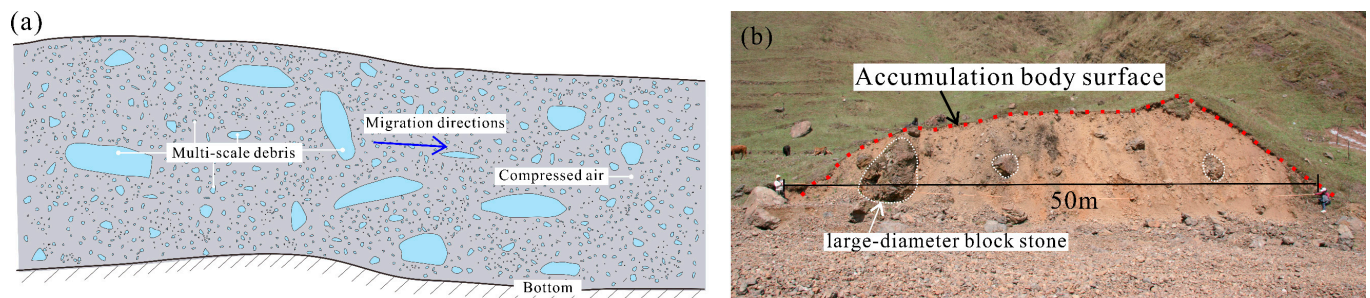 (a)
Migration directions
Multi-scale debris
Compressed air
Bottom
(b)
Accumulation body surface
50m
large-diameter block stone